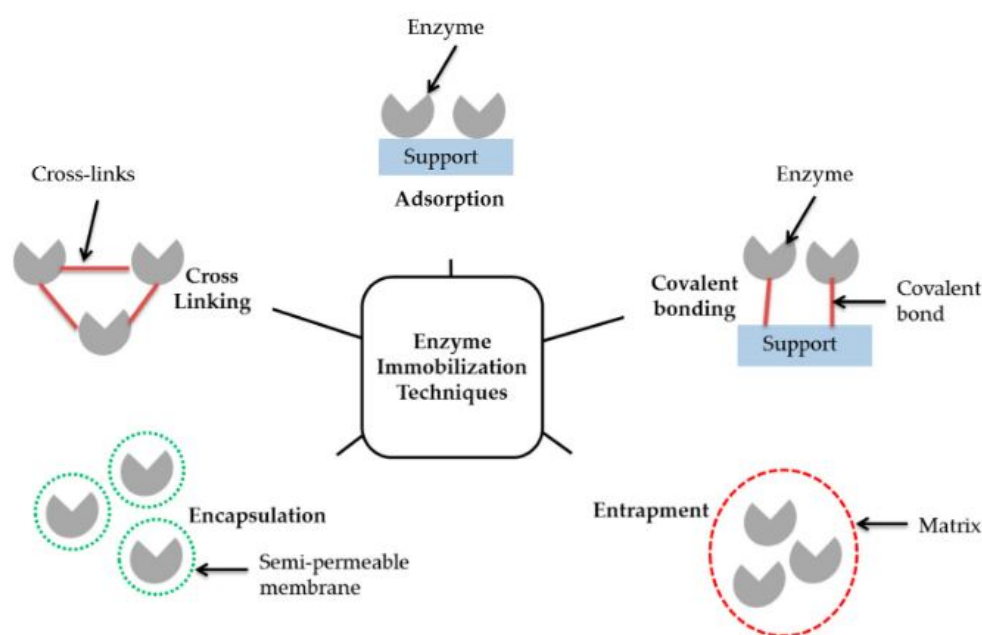 Enzyme
Support
Adsorption
Cross-links
Cross
Linking
Enzyme
Covalent
bonding
Covalent
bond
Support
Enzyme
Immobilization
Techniques
Encapsulation
Semi-permeable
membrane
Entrapment
Matrix